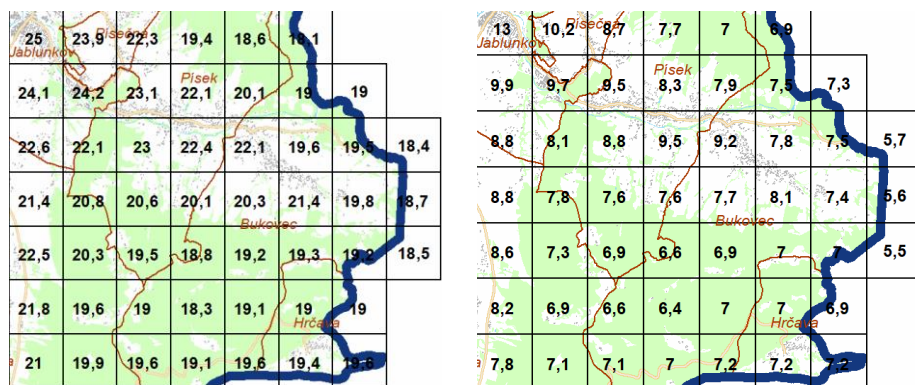 25 23,9 22,3 19,4 18,6 19,1
Písečná
Jablunkov
Písek
24,1 24,2 23,1 22,1 20,1 19 19
22,6 22,1 23 22,4 22,1 19,6 19,5 18,4
21,4 20,8 20,6 20,1 20,3 21,4 19,8 18,7
Bukovec
22,5 20,3 19,5 18,8 19,2 19,3 19,2 18,5
21,8 19,6 19 18,3 19,1 19 19
Hrčava
21 19,9 19,6 19,1 19,6 19,4 19,6
13 10,2 8,7 7,7 7 6,9
Písečná
Jablunkov
Písek
9,9 9,7 9,5 8,3 7,9 7,5 7,3
8,8 8,1 8,8 9,5 9,2 7,8 7,5 5,7
8,8 7,8 7,6 7,6 7,7 8,1 7,4 5,6
Bukovec
8,6 7,3 6,9 6,6 6,9 7 7 5,5
8,2 6,9 6,6 6,4 7 7 6,9
Hrčava
7,8 7,1 7,1 7 7,2 7,2 7,2